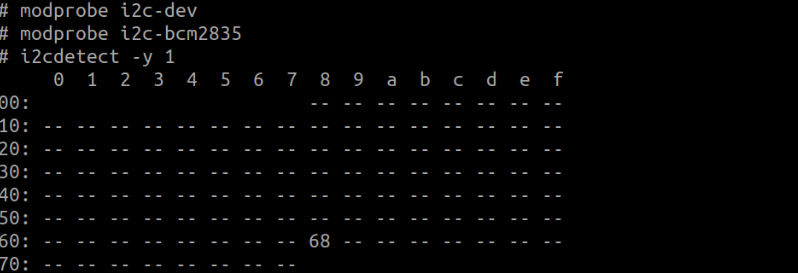 # modprobe i2c-dev
# modprobe i2c-bcm2835
# i2cdetect -y 1
     0  1  2  3  4  5  6  7  8  9  a  b  c  d  e  f
00:                         -- -- -- -- -- -- -- --
10: -- -- -- -- -- -- -- -- -- -- -- -- -- -- -- --
20: -- -- -- -- -- -- -- -- -- -- -- -- -- -- -- --
30: -- -- -- -- -- -- -- -- -- -- -- -- -- -- -- --
40: -- -- -- -- -- -- -- -- -- -- -- -- -- -- -- --
50: -- -- -- -- -- -- -- -- -- -- -- -- -- -- -- --
60: -- -- -- -- -- -- -- -- 68 -- -- -- -- -- -- --
70: -- -- -- -- -- -- -- --